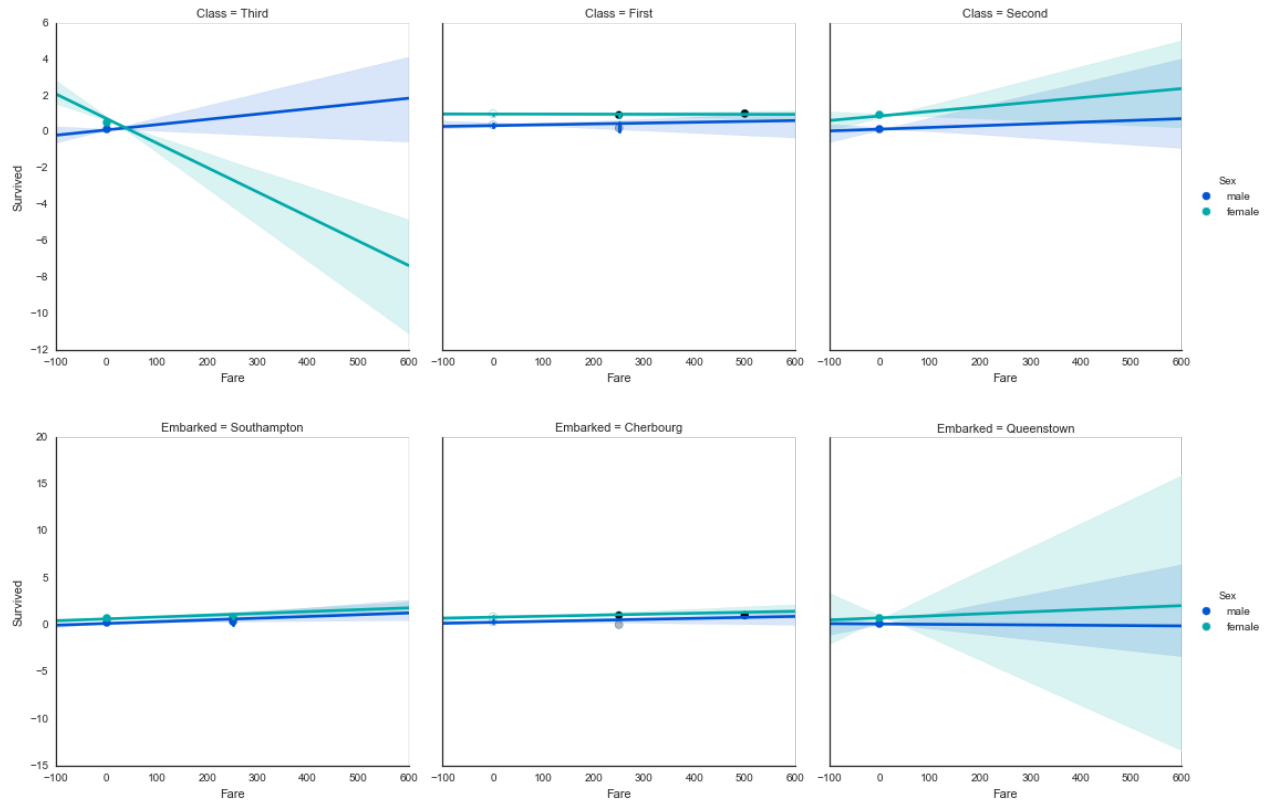 Class = Third
Class = First
Class = Second
6
4
2
0
−2
−4
−6
−8
−10
−12
Survived
−100 0 100 200 300 400 500 600
−100 0 100 200 300 400 500 600
−100 0 100 200 300 400 500 600
Fare
Fare
Fare
Sex
male
female
Embarked = Southampton
Embarked = Cherbourg
Embarked = Queenstown
20
15
10
5
0
−5
−10
−15
Survived
−100 0 100 200 300 400 500 600
−100 0 100 200 300 400 500 600
−100 0 100 200 300 400 500 600
Fare
Fare
Fare
Sex
male
female